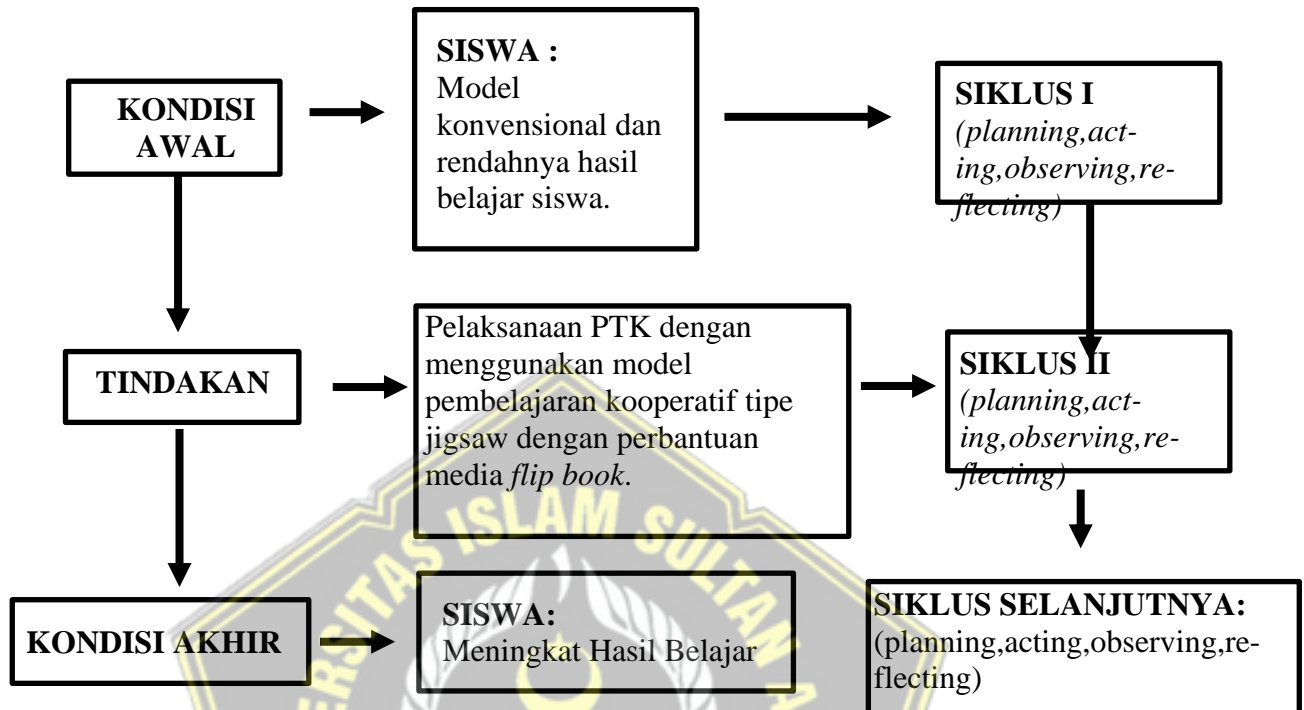 KONDISI
AWAL
SISWA :
Model
konvensional dan
rendahnya hasil
belajar siswa.
SIKLUS I
(planning,act-
ing,observing,re-
flecting)
TINDAKAN
Pelaksanaan PTK dengan
menggunakan model
pembelajaran kooperatif tipe
jigsaw dengan perbantuan
media flip book.
SIKLUS II
(planning,act-
ing,observing,re-
flecting)
KONDISI AKHIR
SISWA:
Meningkat Hasil Belajar
SIKLUS SELANJUTNYA:
(planning,acting,observing,re-
flecting)
ISLAM SULTAN A